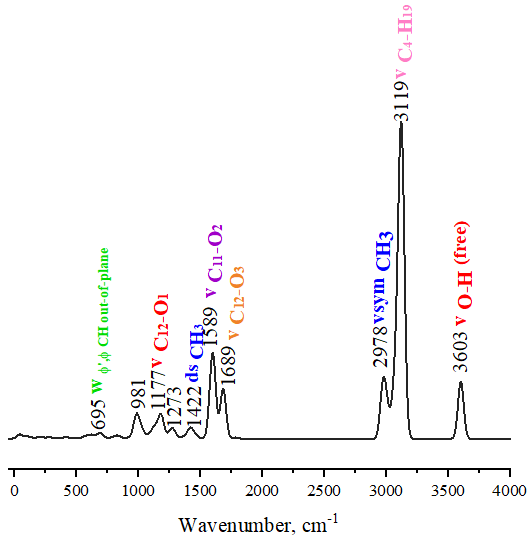 695 w ϕ',ϕ CH out-of-plane
981
1177 ν C12-O1
1273
1422 ds CH3
1589 ν C11-O2
1689 ν C12-O3
2978 νsym CH3
3119 ν C4-H19
3603 ν O-H (free)
0 500 1000 1500 2000 2500 3000 3500 4000
Wavenumber, cm-1